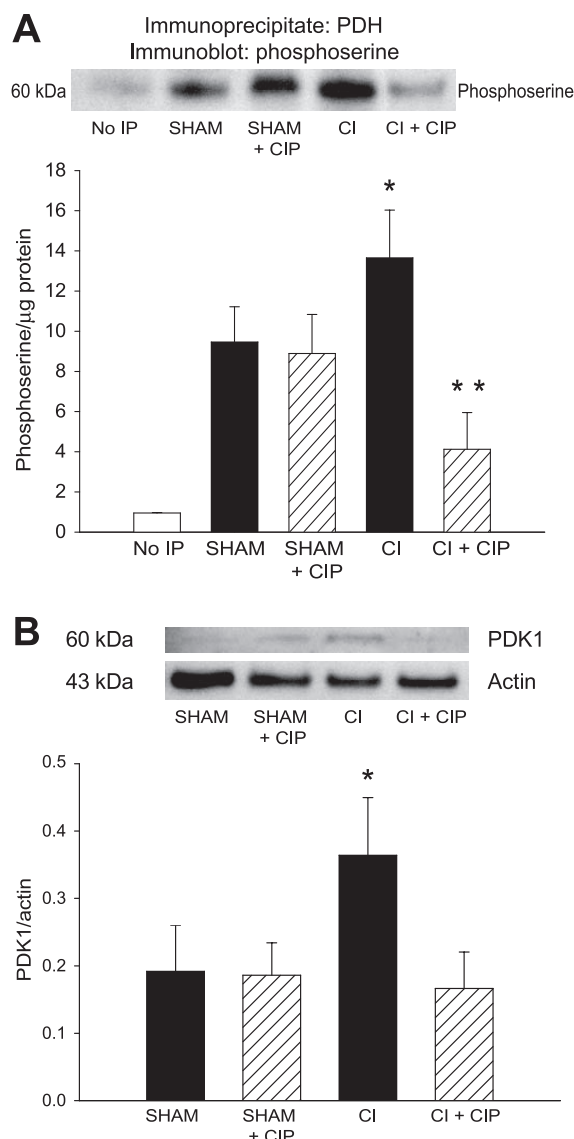 A
Immunoprecipitate: PDH
Immunoblot: phosphoserine
60 kDa Phosphoserine
No IP SHAM SHAM CI CI + CIP
+ CIP
18
16
14
12
10
8
6
4
2
0
Phosphoserine/μg protein
*
* *
No IP SHAM SHAM CI CI + CIP
+ CIP
B
60 kDa PDK1
43 kDa Actin
SHAM SHAM CI CI + CIP
+ CIP
0.5
0.4
0.3
0.2
0.1
0.0
PDK1/actin
*
SHAM SHAM CI CI + CIP
+ CIP